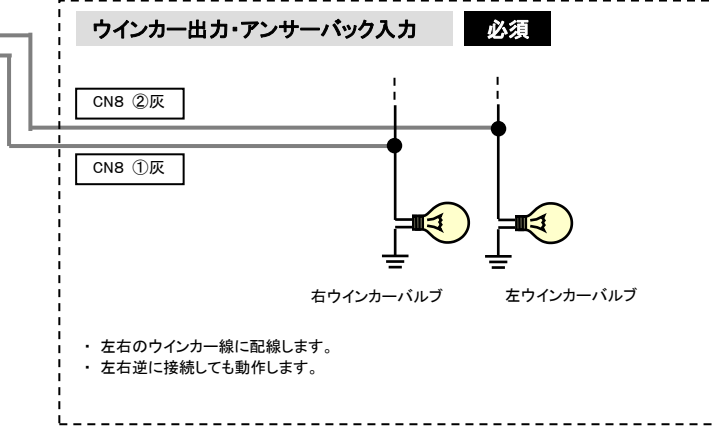 ウインカー出力・アンサーバック入力 必須
CN8 ②灰
CN8 ①灰
右ウインカーバルブ 左ウインカーバルブ
・ 左右のウインカー線に配線します。
・ 左右逆に接続しても動作します。